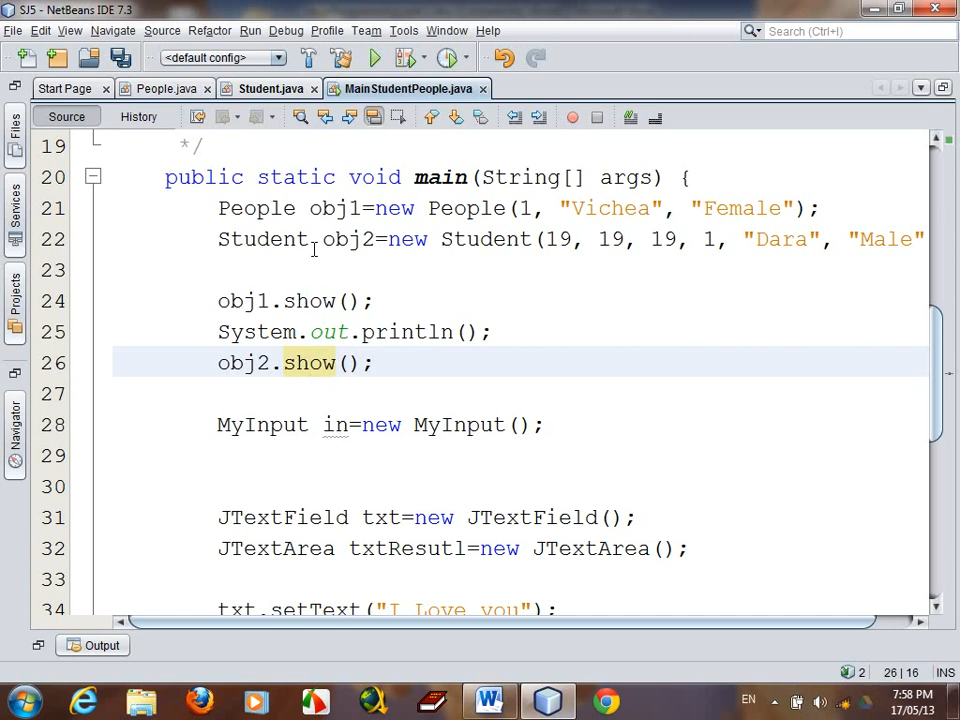 SJ5 - NetBeans IDE 7.3
File Edit View Navigate Source Refactor Run Debug Profile Team Tools Window Help
Search (Ctrl+I)
<default config>
Start Page People.java Student.java MainStudentPeople.java
Source History
Files
Services
Projects
Navigator
19 */
20 public static void main(String[] args) {
21 People obj1=new People(1, "Vichea", "Female");
22 Student obj2=new Student(19, 19, 19, 1, "Dara", "Male"
23
24 obj1.show();
25 System.out.println();
26 obj2.show();
27
28 MyInput in=new MyInput();
29
30
31 JTextField txt=new JTextField();
32 JTextArea txtResutl=new JTextArea();
33
34 txt.setText("I Love you");
Output
2 26 | 16 INS
EN 7:58 PM
17/05/13